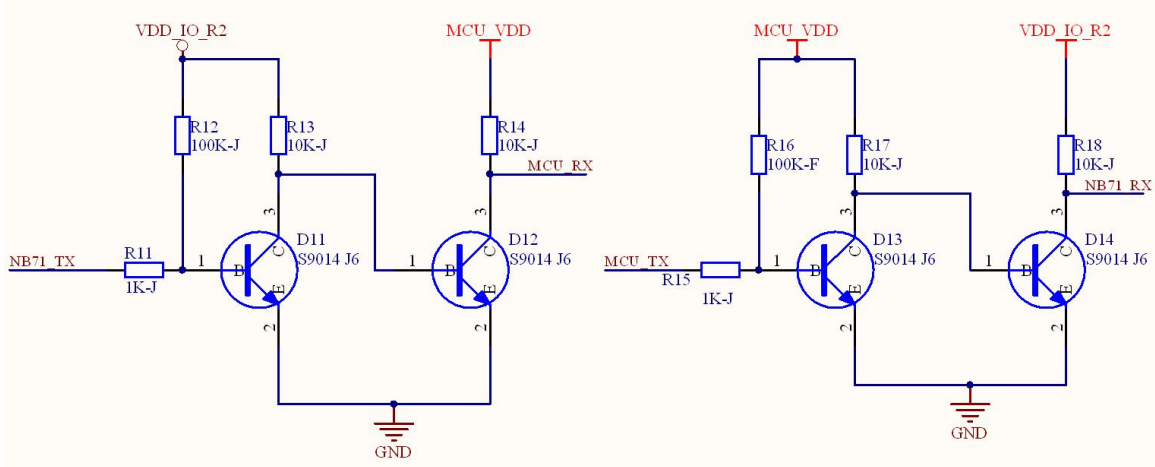 VDD_IO_R2
MCU_VDD
MCU_VDD
VDD_IO_R2
R12
100K-J
R13
10K-J
R14
10K-J
MCU_RX
R16
100K-F
R17
10K-J
R18
10K-J
NB71_RX
3
3
3
3
NB71_TX
R11
1K-J
1
B
C
E
D11
S9014 J6
2
1
B
C
E
D12
S9014 J6
2
MCU_TX
R15
1K-J
1
B
C
E
D13
S9014 J6
2
1
B
C
E
D14
S9014 J6
2
GND
GND